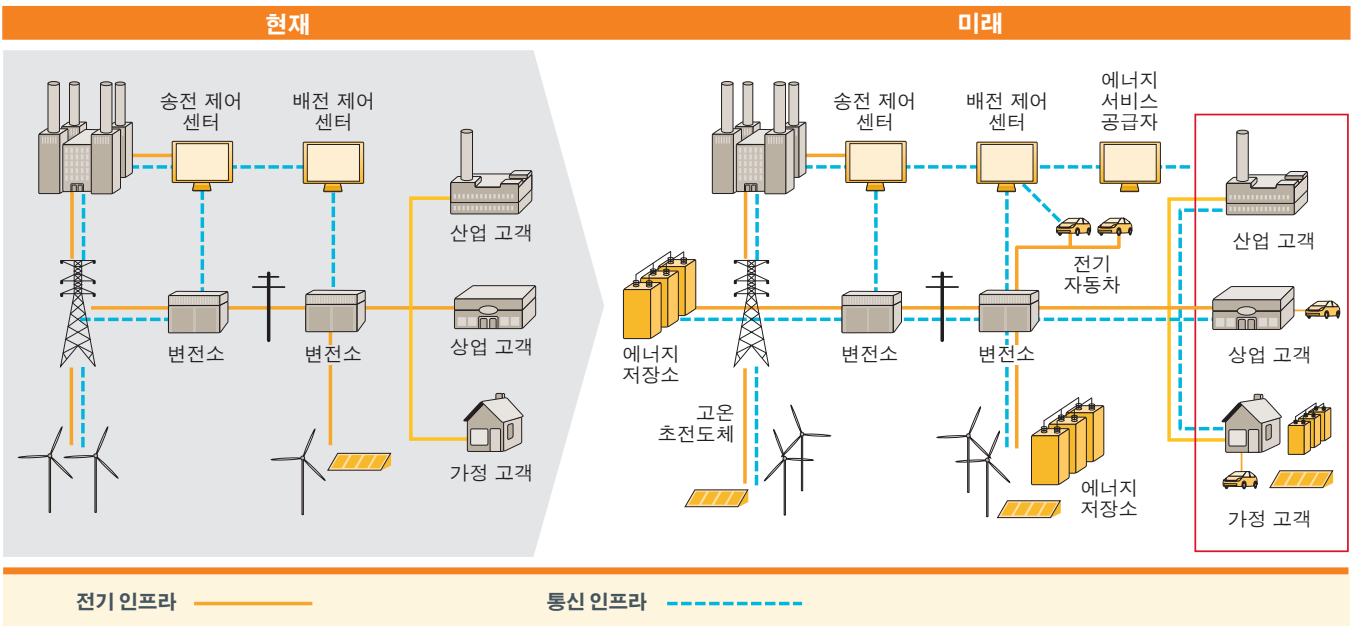 현재
미래
송전 제어
센터
배전 제어
센터
산업 고객
변전소
변전소
상업 고객
가정 고객
송전 제어
센터
배전 제어
센터
에너지
서비스
공급자
전기
자동차
산업 고객
에너지
저장소
변전소
변전소
상업 고객
고온
초전도체
에너지
저장소
가정 고객
전기 인프라
통신 인프라